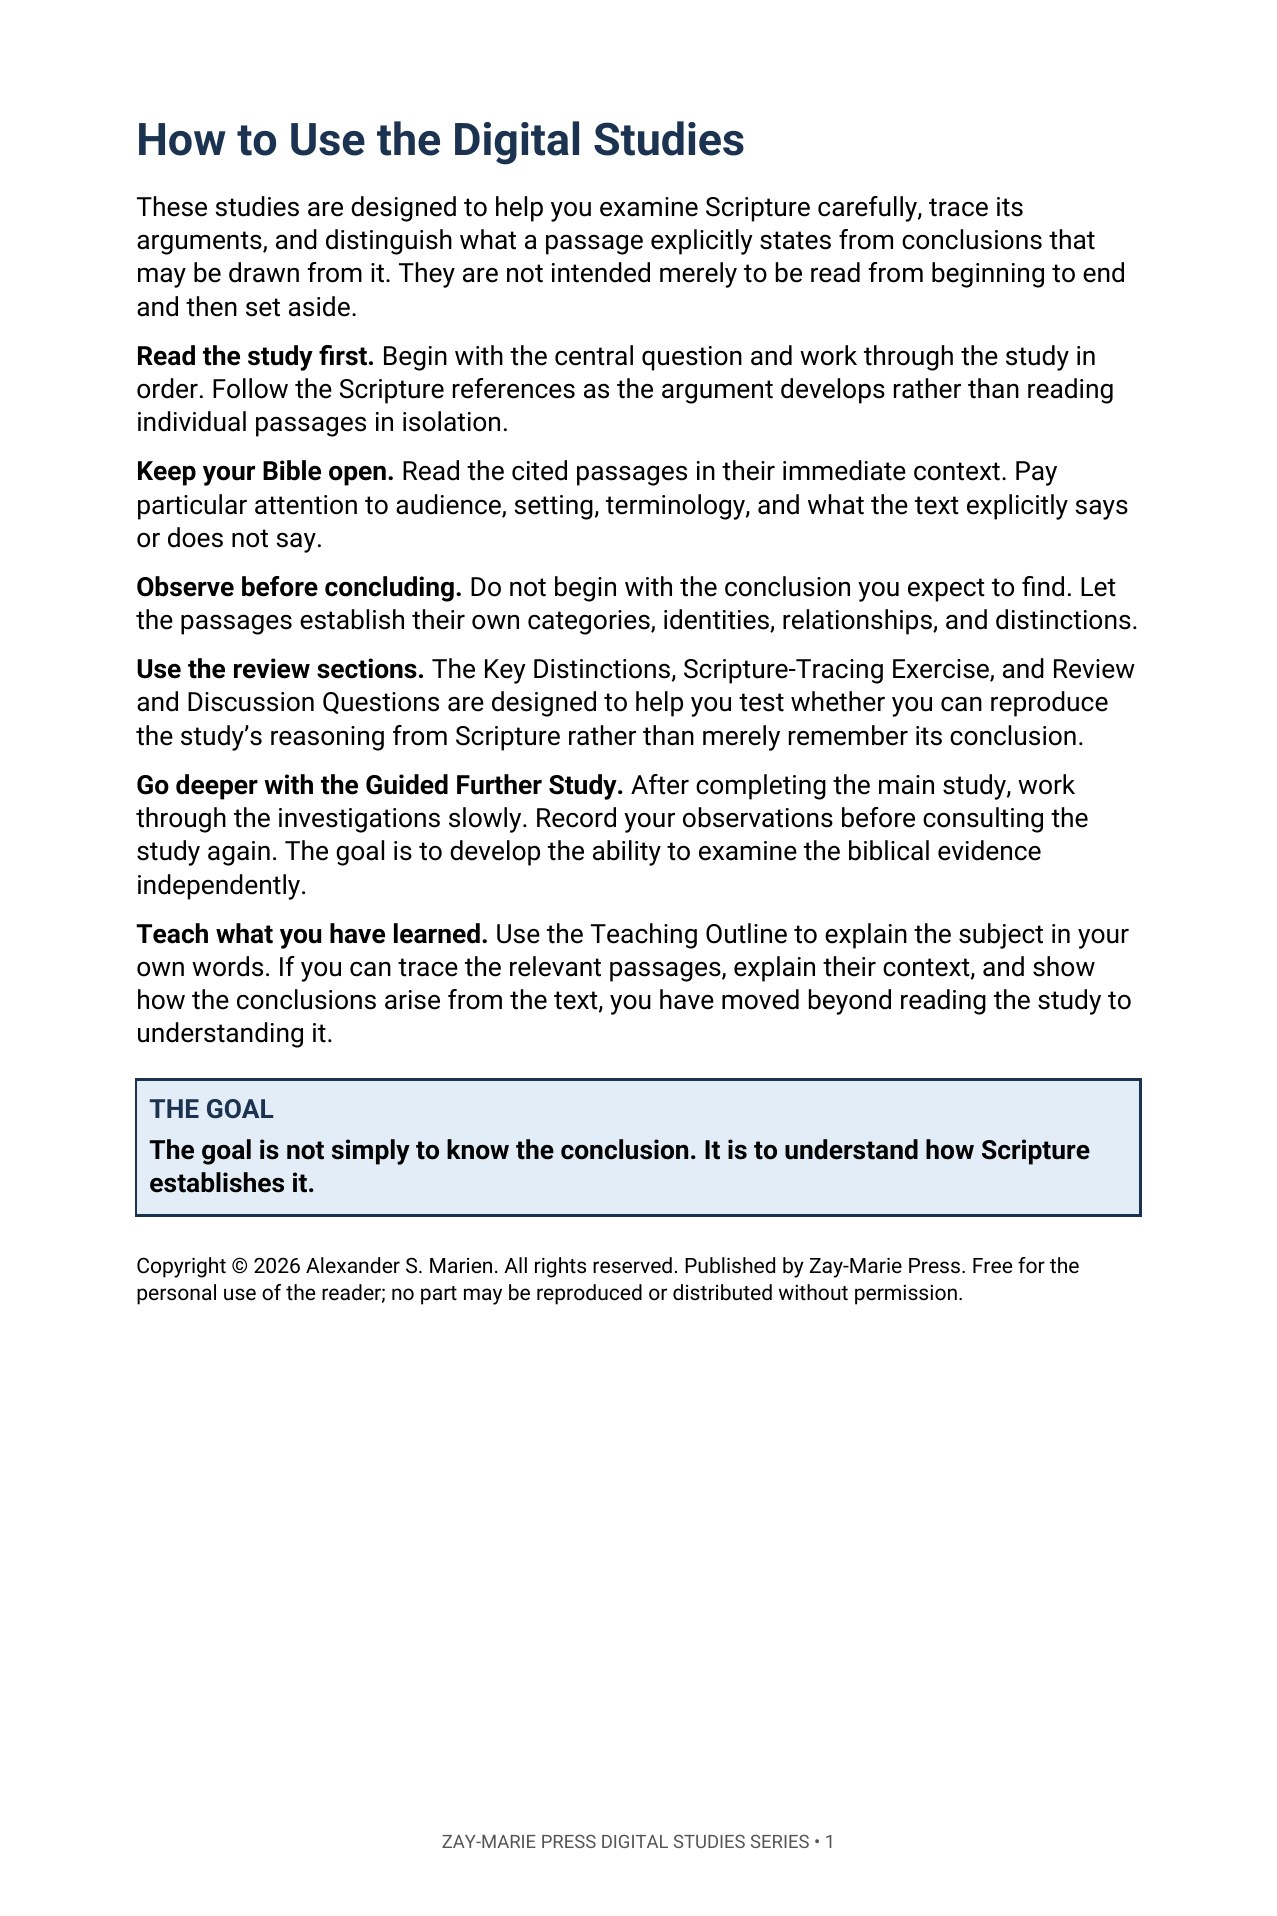 How to Use the Digital Studies
These studies are designed to help you examine Scripture carefully, trace its
arguments, and distinguish what a passage explicitly states from conclusions that
may be drawn from it. They are not intended merely to be read from beginning to end
and then set aside.
Read the study first. Begin with the central question and work through the study in
order. Follow the Scripture references as the argument develops rather than reading
individual passages in isolation.
Keep your Bible open. Read the cited passages in their immediate context. Pay
particular attention to audience, setting, terminology, and what the text explicitly says
or does not say.
Observe before concluding. Do not begin with the conclusion you expect to find. Let
the passages establish their own categories, identities, relationships, and distinctions.
Use the review sections. The Key Distinctions, Scripture-Tracing Exercise, and Review
and Discussion Questions are designed to help you test whether you can reproduce
the study’s reasoning from Scripture rather than merely remember its conclusion.
Go deeper with the Guided Further Study. After completing the main study, work
through the investigations slowly. Record your observations before consulting the
study again. The goal is to develop the ability to examine the biblical evidence
independently.
Teach what you have learned. Use the Teaching Outline to explain the subject in your
own words. If you can trace the relevant passages, explain their context, and show
how the conclusions arise from the text, you have moved beyond reading the study to
understanding it.
THE GOAL
The goal is not simply to know the conclusion. It is to understand how Scripture
establishes it.
Copyright © 2026 Alexander S. Marien. All rights reserved. Published by Zay-Marie Press. Free for the
personal use of the reader; no part may be reproduced or distributed without permission.
ZAY-MARIE PRESS DIGITAL STUDIES SERIES • 1